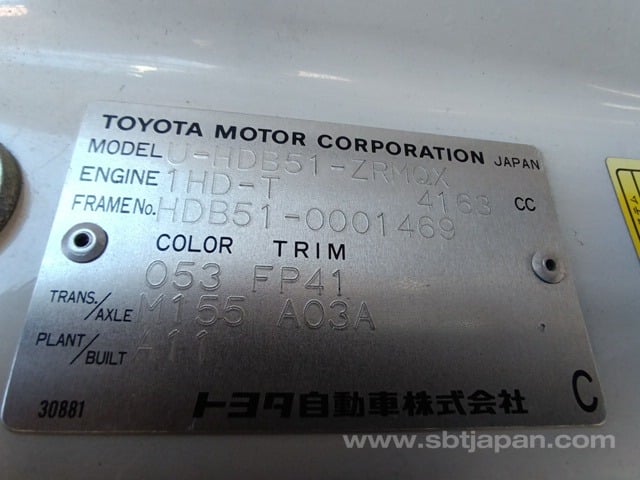 TOYOTA MOTOR CORPORATION JAPAN
MODEL U-HDB51-ZRMQX
ENGINE 1HD-T 4163 CC
FRAME No. HDB51-0001469
COLOR TRIM
053 FP41
TRANS./AXLE M155 A03A
PLANT/BUILT A11
30881 トヨタ自動車株式会社 C
www.sbtjapan.com